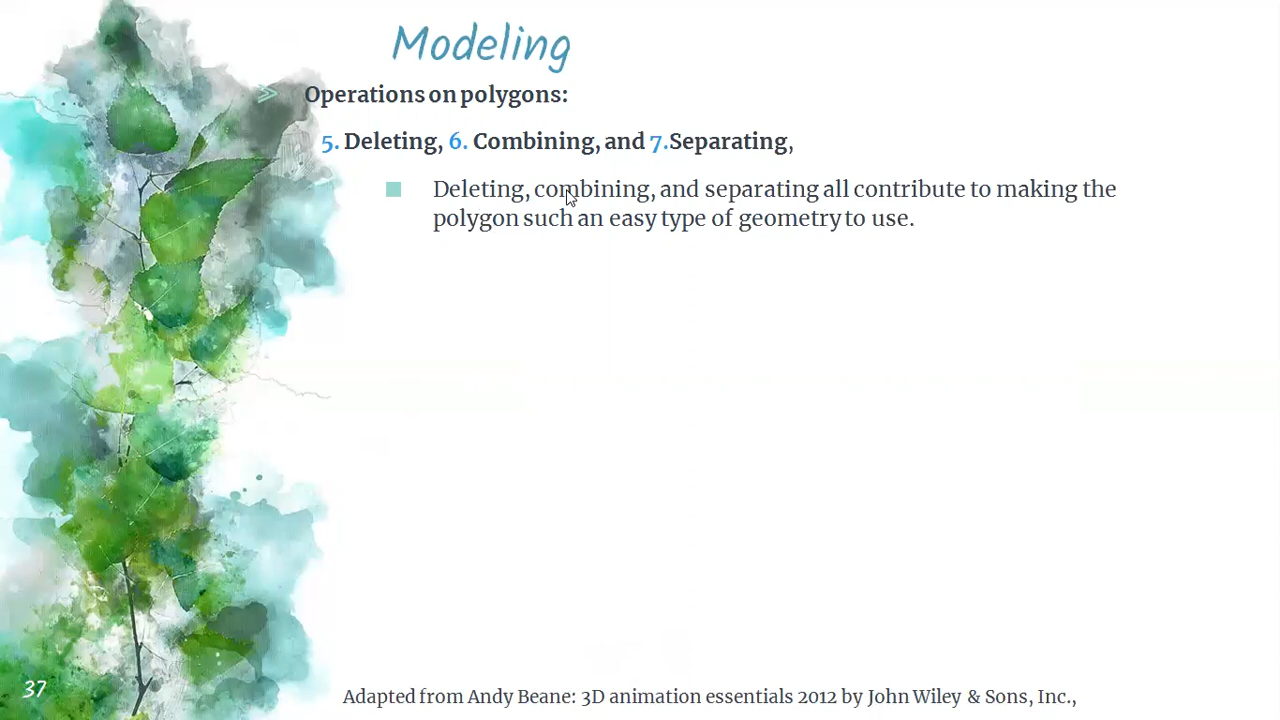 Modeling
Operations on polygons:
5. Deleting, 6. Combining, and 7.Separating,
Deleting, combining, and separating all contribute to making the
polygon such an easy type of geometry to use.
37
Adapted from Andy Beane: 3D animation essentials 2012 by John Wiley & Sons, Inc.,